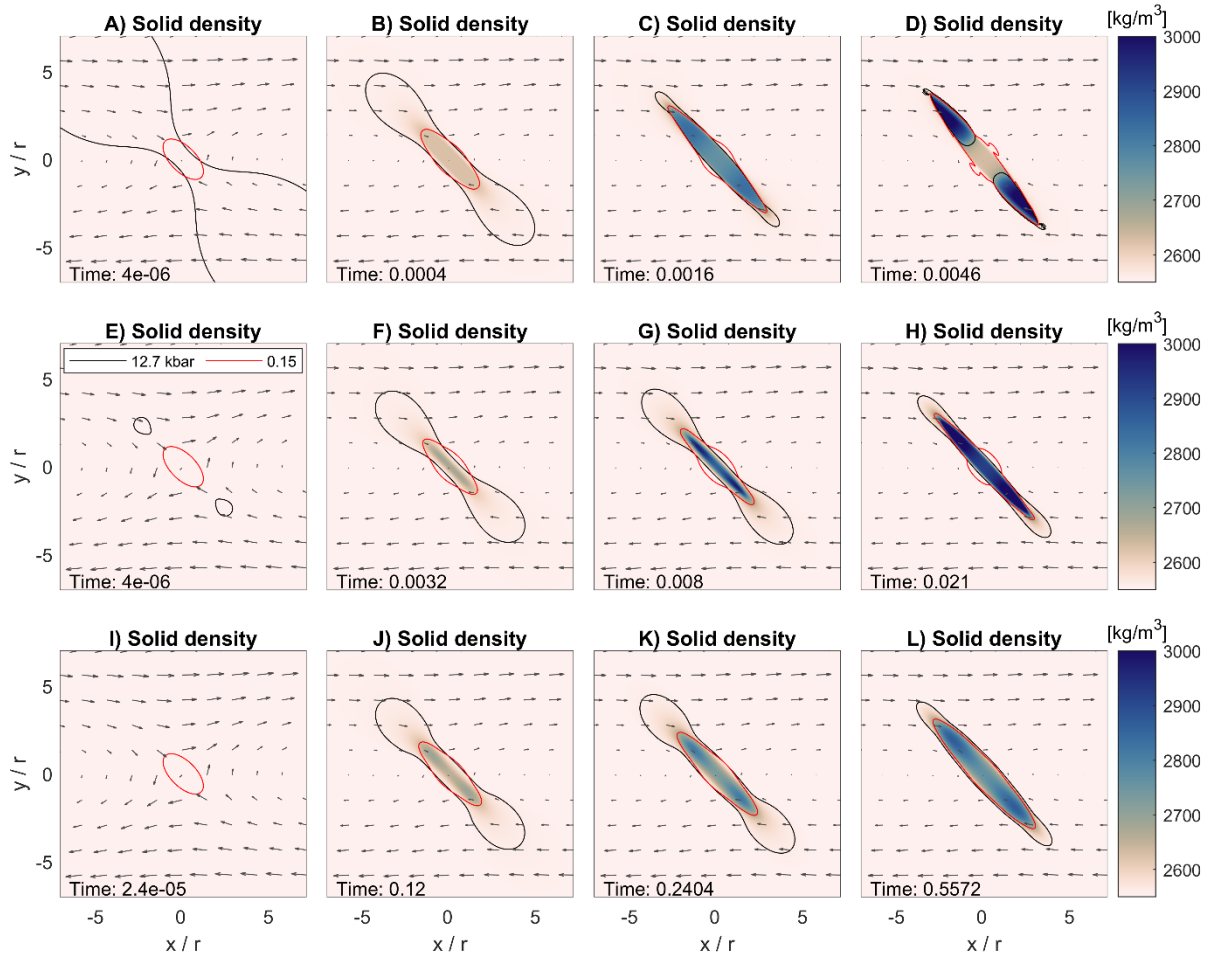 A) Solid density
B) Solid density
C) Solid density
D) Solid density
[kg/m³]
y / r
5
0
-5
Time: 4e-06
Time: 0.0004
Time: 0.0016
Time: 0.0046
3000
2900
2800
2700
2600
E) Solid density
F) Solid density
G) Solid density
H) Solid density
[kg/m³]
12.7 kbar 0.15
y / r
5
0
-5
Time: 4e-06
Time: 0.0032
Time: 0.008
Time: 0.021
3000
2900
2800
2700
2600
I) Solid density
J) Solid density
K) Solid density
L) Solid density
[kg/m³]
y / r
5
0
-5
Time: 2.4e-05
Time: 0.12
Time: 0.2404
Time: 0.5572
3000
2900
2800
2700
2600
-5 0 5
-5 0 5
-5 0 5
-5 0 5
x / r
x / r
x / r
x / r